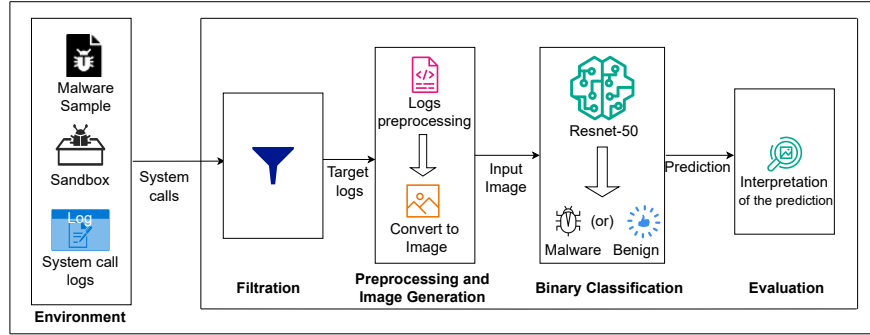 Malware
Sample
Sandbox
Log
System call
logs
Environment
System
calls
Filtration
Target
logs
Logs
preprocessing
Convert to
Image
Preprocessing and
Image Generation
Input
Image
Resnet-50
(or)
Malware Benign
Binary Classification
Prediction
Interpretation
of the prediction
Evaluation